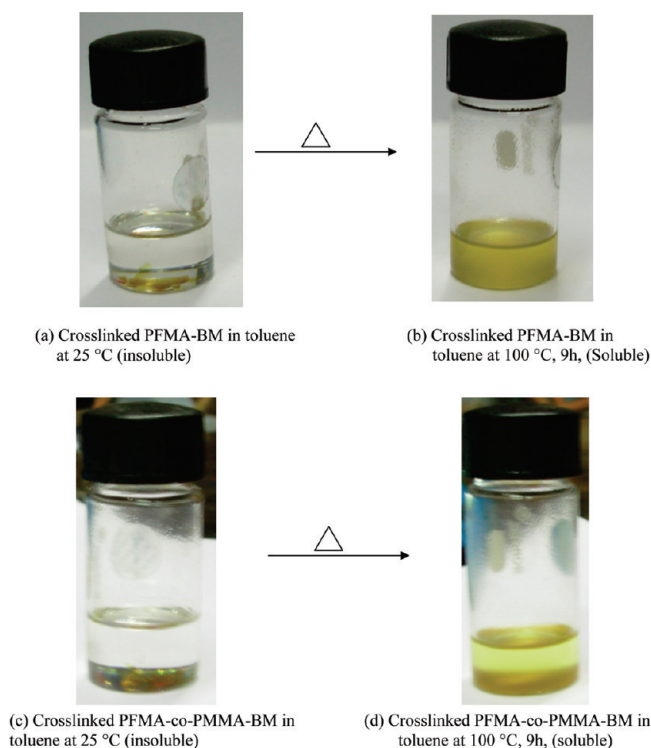 (a) Crosslinked PFMA-BM in toluene
at 25 °C (insoluble)
(b) Crosslinked PFMA-BM in
toluene at 100 °C, 9h, (Soluble)
(c) Crosslinked PFMA-co-PMMA-BM in
toluene at 25 °C (insoluble)
(d) Crosslinked PFMA-co-PMMA-BM in
toluene at 100 °C, 9h, (soluble)